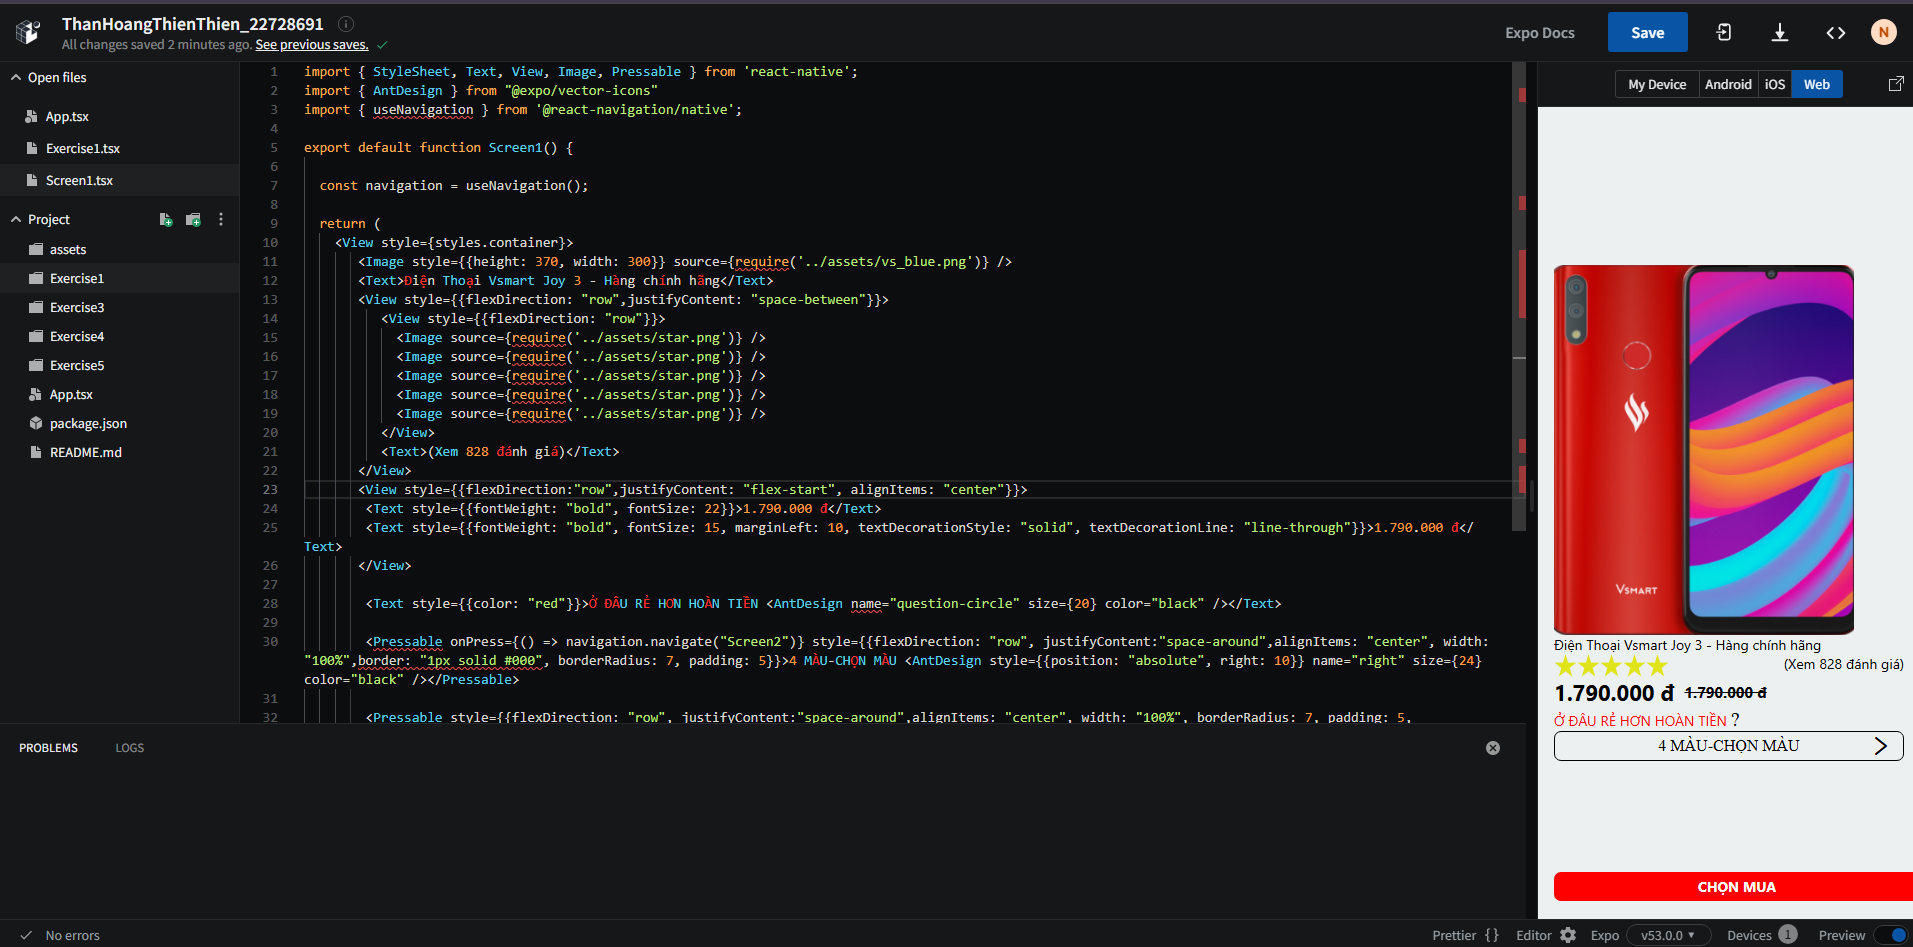 ThanHoangThienThien_22728691
All changes saved 2 minutes ago. See previous saves.
Expo Docs
Save
N
Open files
App.tsx
Exercise1.tsx
Screen1.tsx
Project
assets
Exercise1
Exercise3
Exercise4
Exercise5
App.tsx
package.json
README.md
1 import { StyleSheet, Text, View, Image, Pressable } from 'react-native';
2 import { AntDesign } from "@expo/vector-icons"
3 import { useNavigation } from '@react-navigation/native';
4
5 export default function Screen1() {
6
7 const navigation = useNavigation();
8
9 return (
10 <View style={styles.container}>
11 <Image style={{height: 370, width: 300}} source={require('../assets/vs_blue.png')} />
12 <Text>Điện Thoại Vsmart Joy 3 - Hàng chính hãng</Text>
13 <View style={{flexDirection: "row",justifyContent: "space-between"}}>
14 <View style={{flexDirection: "row"}}>
15 <Image source={require('../assets/star.png')} />
16 <Image source={require('../assets/star.png')} />
17 <Image source={require('../assets/star.png')} />
18 <Image source={require('../assets/star.png')} />
19 <Image source={require('../assets/star.png')} />
20 </View>
21 <Text>(Xem 828 đánh giá)</Text>
22 </View>
23 <View style={{flexDirection:"row",justifyContent: "flex-start", alignItems: "center"}}>
24 <Text style={{fontWeight: "bold", fontSize: 22}}>1.790.000 đ</Text>
25 <Text style={{fontWeight: "bold", fontSize: 15, marginLeft: 10, textDecorationStyle: "solid", textDecorationLine: "line-through"}}>1.790.000 đ</
Text>
26 </View>
27
28 <Text style={{color: "red"}}>Ở ĐÂU RẺ HƠN HOÀN TIỀN <AntDesign name="question-circle" size={20} color="black" /></Text>
29
30 <Pressable onPress={() => navigation.navigate("Screen2")} style={{flexDirection: "row", justifyContent:"space-around",alignItems: "center", width:
"100%",border: "1px solid #000", borderRadius: 7, padding: 5}}>4 MÀU-CHỌN MÀU <AntDesign style={{position: "absolute", right: 10}} name="right" size={24}
color="black" /></Pressable>
31
32 <Pressable style={{flexDirection: "row", justifyContent:"space-around",alignItems: "center", width: "100%", borderRadius: 7, padding: 5,
My Device
Android
iOS
Web
VSMART
Điện Thoại Vsmart Joy 3 - Hàng chính hãng
(Xem 828 đánh giá)
1.790.000 đ 1.790.000 đ
Ở ĐÂU RẺ HƠN HOÀN TIỀN ?
4 MÀU-CHỌN MÀU
CHỌN MUA
PROBLEMS
LOGS
No errors
Prettier { }
Editor
Expo
v53.0.0
Devices 1
Preview